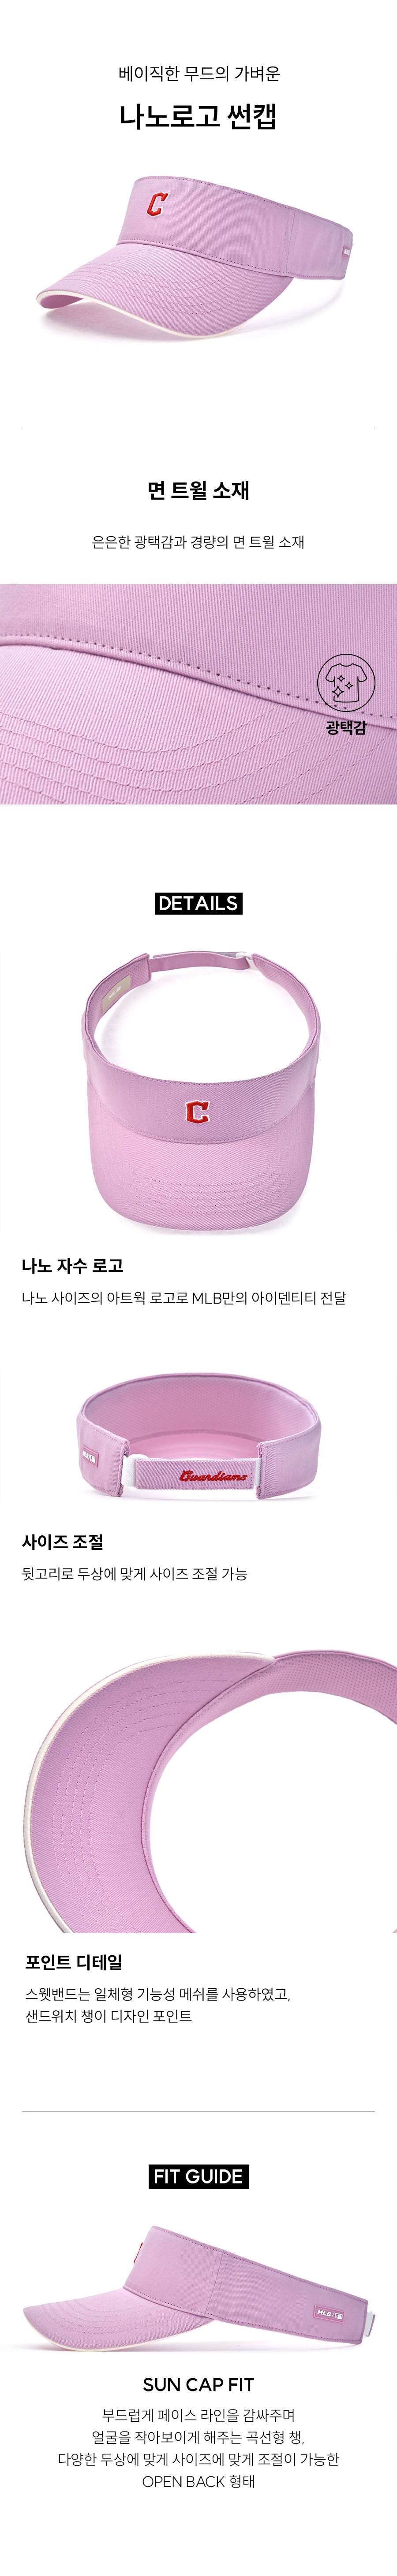 베이직한 무드의 가벼운
나노로고 썬캡
C
면 트윌 소재
은은한 광택감과 경량의 면 트윌 소재
광택감
DETAILS
C
나노 자수 로고
나노 사이즈의 아트웍 로고로 MLB만의 아이덴티티 전달
Guardians
사이즈 조절
뒷고리로 두상에 맞게 사이즈 조절 가능
포인트 디테일
스웻밴드는 일체형 기능성 메쉬를 사용하였고,
샌드위치 챙이 디자인 포인트
FIT GUIDE
MLB
SUN CAP FIT
부드럽게 페이스 라인을 감싸주며
얼굴을 작아보이게 해주는 곡선형 챙,
다양한 두상에 맞게 사이즈에 맞게 조절이 가능한
OPEN BACK 형태